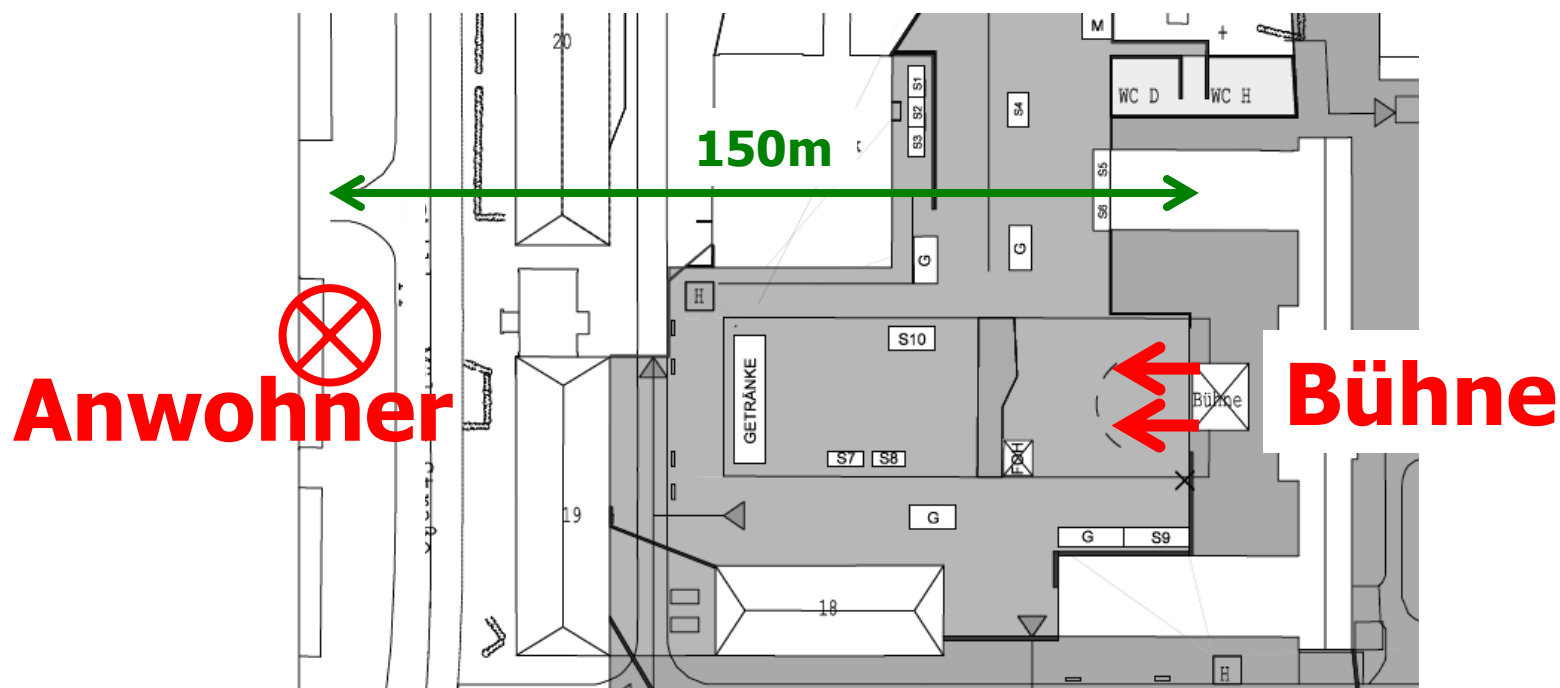 20
M
WC D
WC H
S1
S2
S3
S4
150m
S5
S6
G
G
H
S10
GETRÄNKE
Bühne
Bühne
Anwohner
FOH
S7
S8
19
G
G
S9
18
H